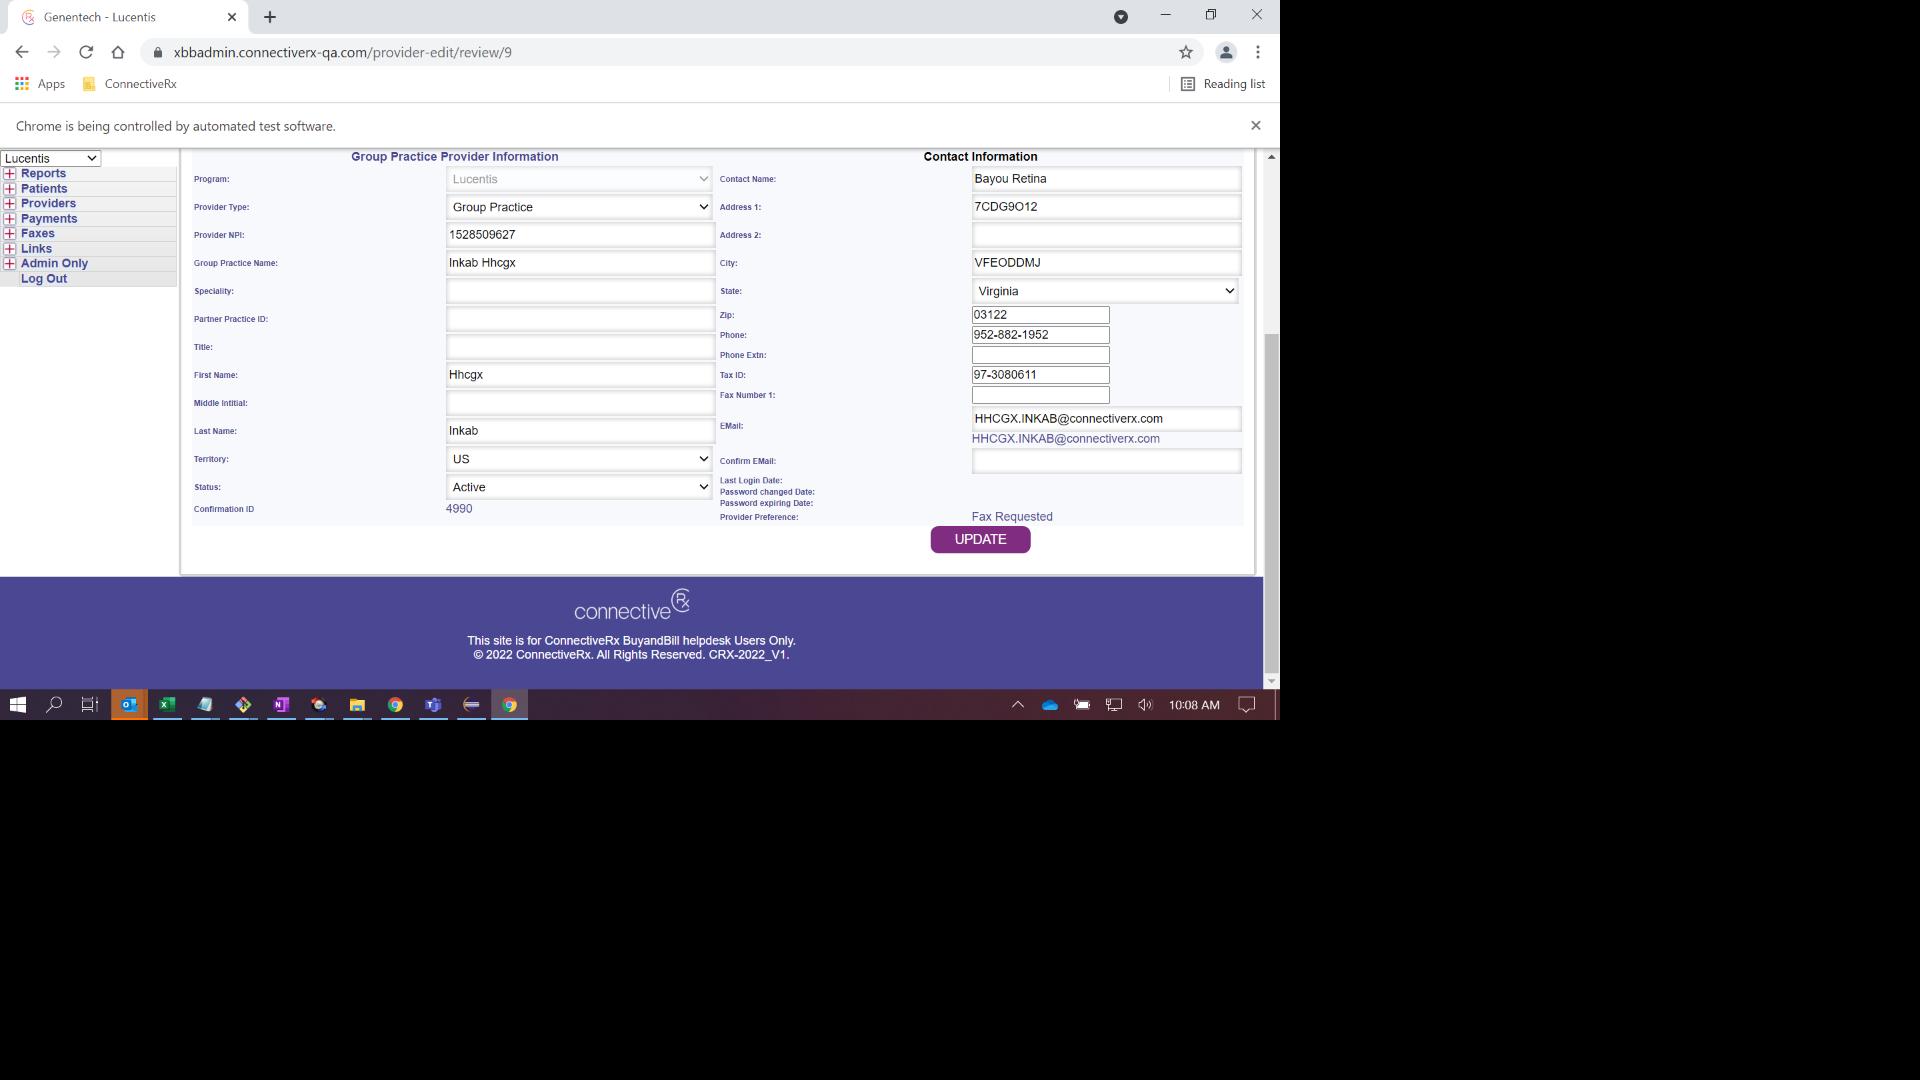 Genentech - Lucentis
xbbadmin.connectiverx-qa.com/provider-edit/review/9
Apps ConnectiveRx Reading list
Chrome is being controlled by automated test software.
Lucentis
Reports
Patients
Providers
Payments
Faxes
Links
Admin Only
Log Out
Group Practice Provider Information
Program: Lucentis
Provider Type: Group Practice
Provider NPI: 1528509627
Group Practice Name: Inkab Hhcgx
Speciality:
Partner Practice ID:
Title:
First Name: Hhcgx
Middle Intitial:
Last Name: Inkab
Territory: US
Status: Active
Confirmation ID 4990
Contact Information
Contact Name: Bayou Retina
Address 1: 7CDG9O12
Address 2:
City: VFEODDMJ
State: Virginia
Zip: 03122
Phone: 952-882-1952
Phone Extn:
Tax ID: 97-3080611
Fax Number 1:
EMail: HHCGX.INKAB@connectiverx.com
HHCGX.INKAB@connectiverx.com
Confirm EMail:
Last Login Date:
Password changed Date:
Password expiring Date:
Provider Preference: Fax Requested
UPDATE
connective Rx
This site is for ConnectiveRx BuyandBill helpdesk Users Only.
© 2022 ConnectiveRx. All Rights Reserved. CRX-2022_V1.
10:08 AM